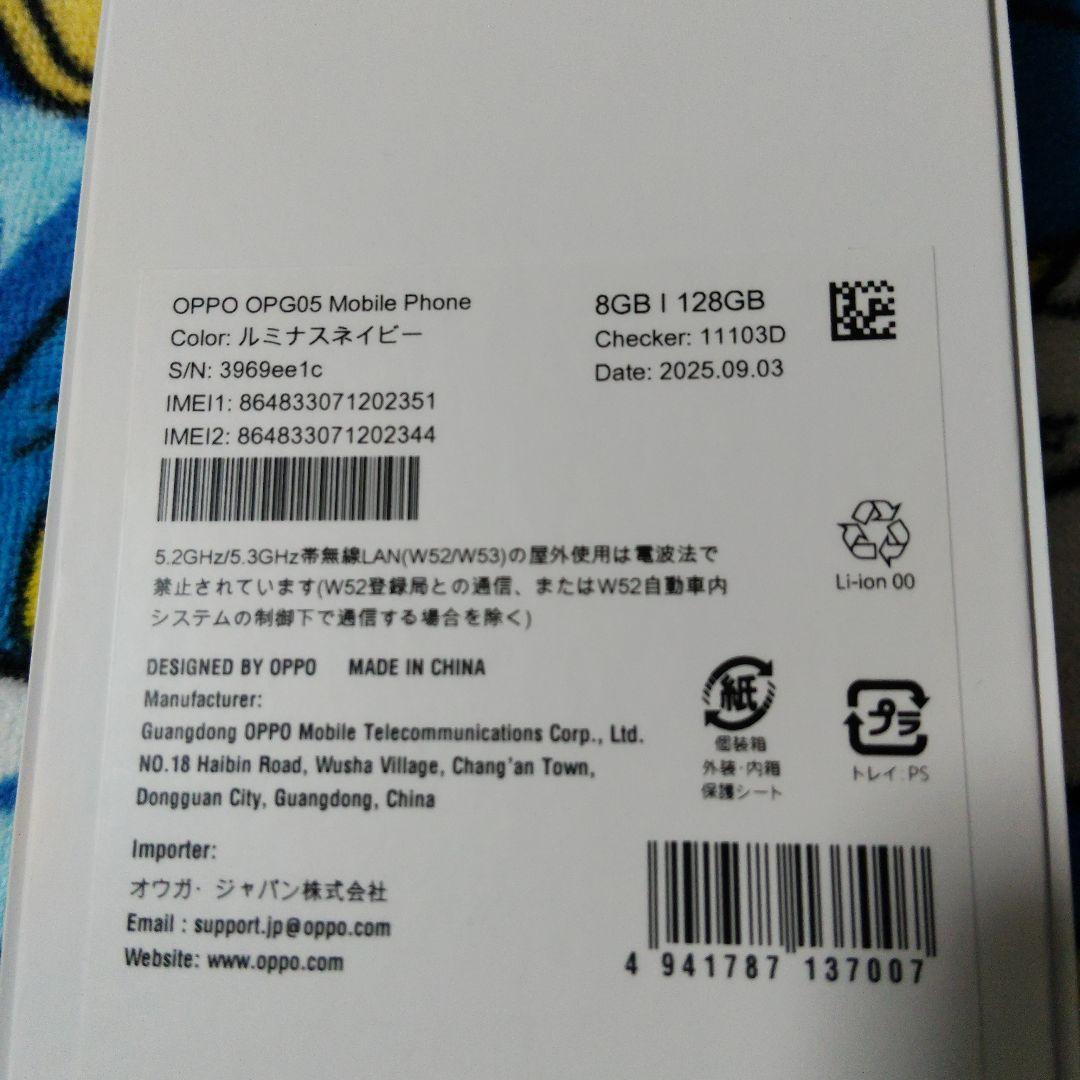 OPPO OPG05 Mobile Phone
Color: ルミナスネイビー
S/N: 3969ee1c
IMEI1: 864833071202351
IMEI2: 864833071202344
8GB | 128GB
Checker: 11103D
Date: 2025.09.03
5.2GHz/5.3GHz帯無線LAN(W52/W53)の屋外使用は電波法で
禁止されています(W52登録局との通信、またはW52自動車内
システムの制御下で通信する場合を除く)
Li-ion 00
DESIGNED BY OPPO MADE IN CHINA
Manufacturer:
Guangdong OPPO Mobile Telecommunications Corp., Ltd.
NO.18 Haibin Road, Wusha Village, Chang'an Town,
Dongguan City, Guangdong, China
紙
個装箱
外装・内箱
保護シート
プラ
トレイ:PS
Importer:
オウガ・ジャパン株式会社
Email : support.jp@oppo.com
Website: www.oppo.com
4 941787 137007